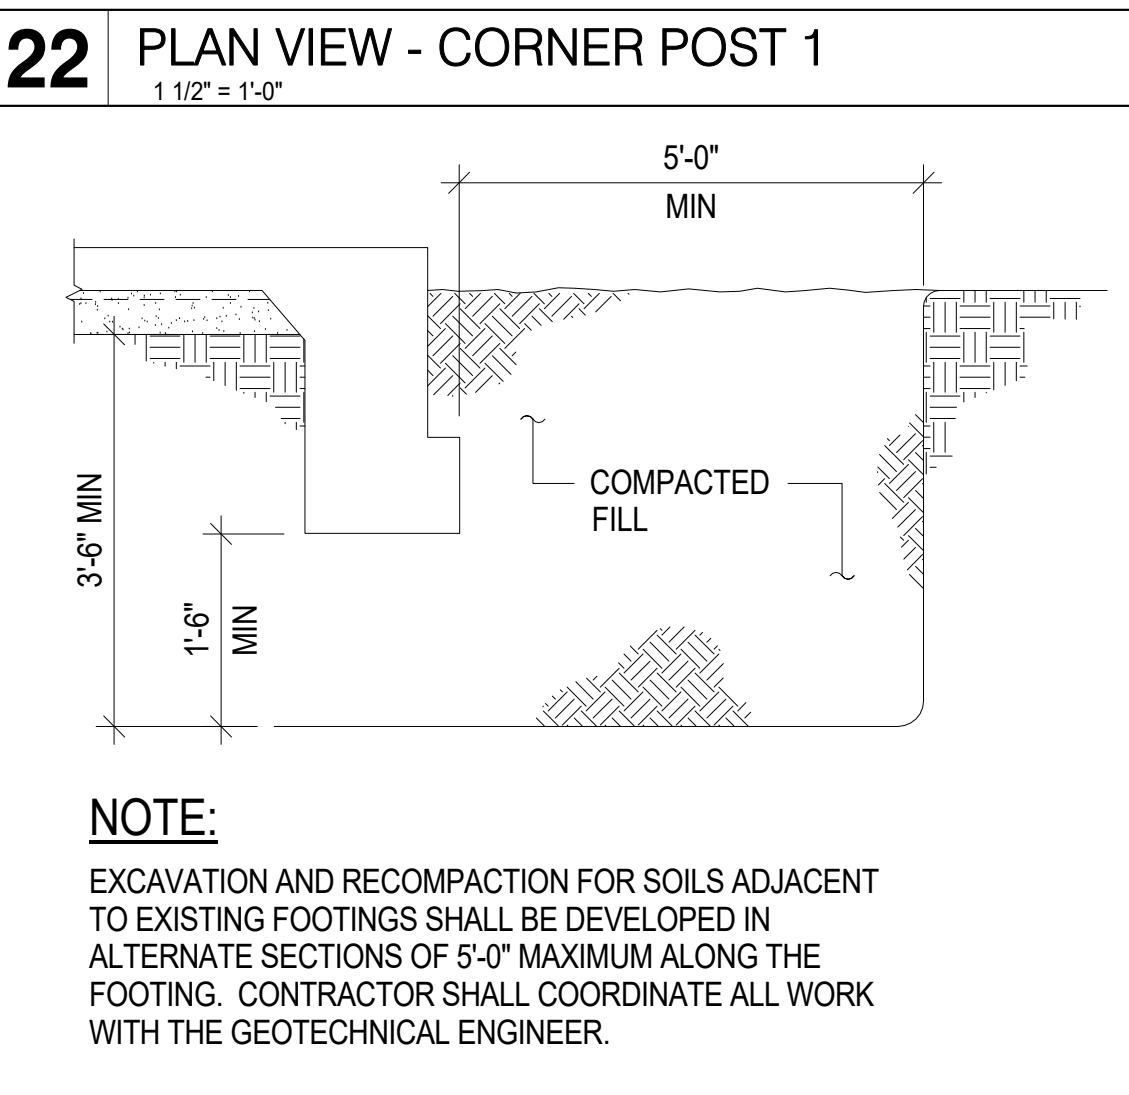 22 PLAN VIEW - CORNER POST 1
1 1/2" = 1'-0"
5'-0"
MIN
COMPACTED
FILL
3'-6" MIN
1'-6"
MIN
NOTE:
EXCAVATION AND RECOMPACTION FOR SOILS ADJACENT
TO EXISTING FOOTINGS SHALL BE DEVELOPED IN
ALTERNATE SECTIONS OF 5'-0" MAXIMUM ALONG THE
FOOTING. CONTRACTOR SHALL COORDINATE ALL WORK
WITH THE GEOTECHNICAL ENGINEER.